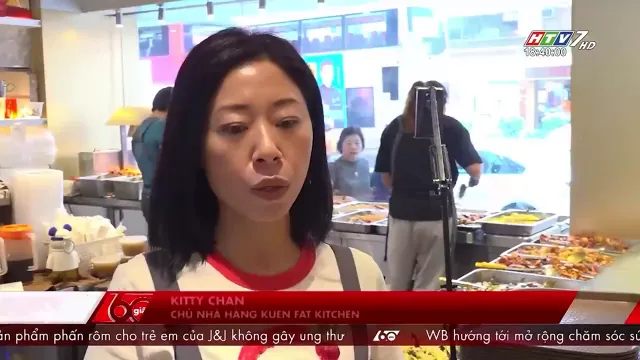 HTV7 HD
18:40:00
KITTY CHAN
CHỦ NHÀ HÀNG KUEN FAT KITCHEN
60 giây
ản phẩm phấn rôm cho trẻ em của J&J không gây ung thư 60 WB hướng tới mở rộng chăm sóc sứ